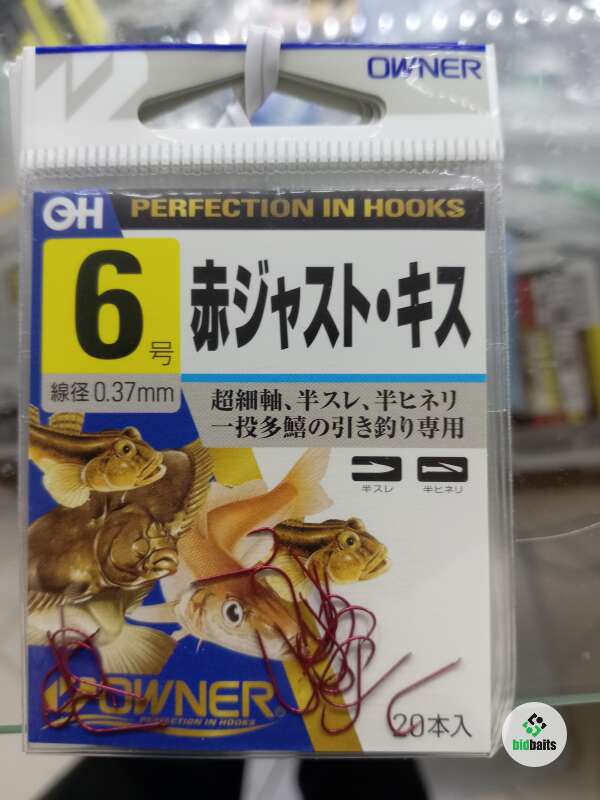 OWNER
OH PERFECTION IN HOOKS
6号
赤ジャスト・キス
線径 0.37mm
超細軸、半スレ、半ヒネリ
一投多鱚の引き釣り専用
半スレ
半ヒネリ
OWNER
PERFECTION IN HOOKS
20本入
bidbaits